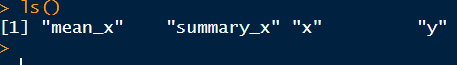 > ls()
[1] "mean_x"    "summary_x" "x"         "y"
>